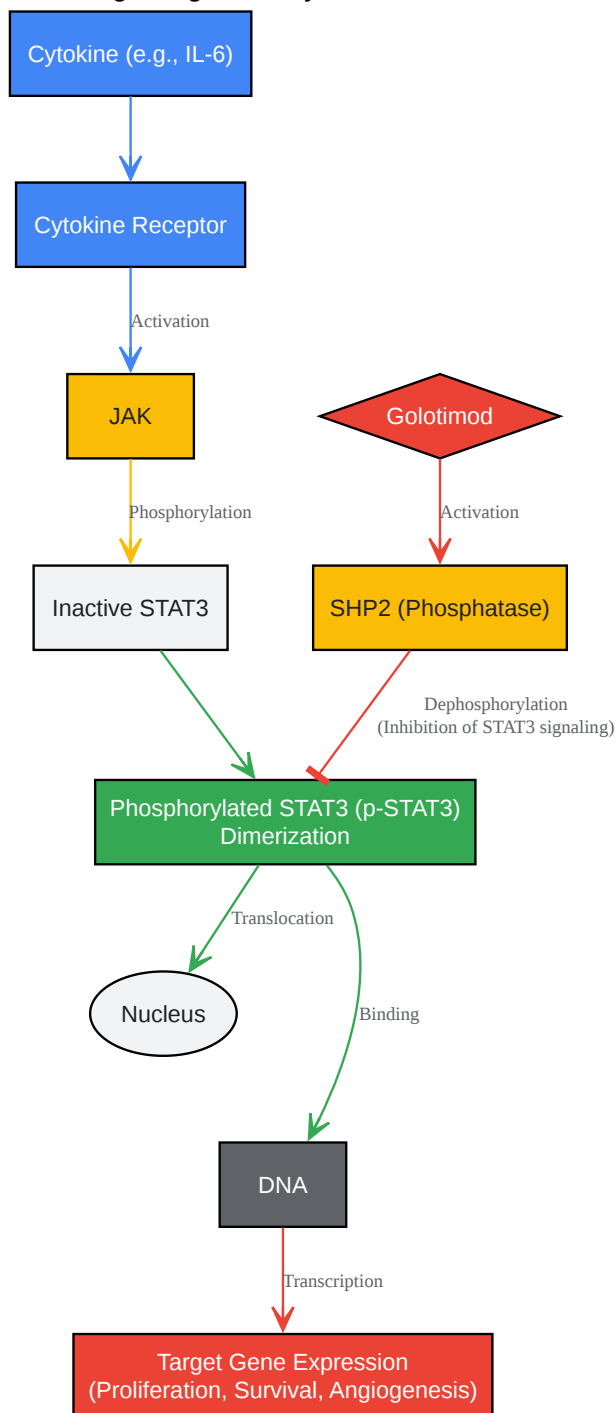 Cytokine (e.g., IL-6)
Cytokine Receptor
Activation
JAK
Golotimod
Phosphorylation
Activation
Inactive STAT3
SHP2 (Phosphatase)
Dephosphorylation
(Inhibition of STAT3 signaling)
Phosphorylated STAT3 (p-STAT3)
Dimerization
Translocation
Nucleus
Binding
DNA
Transcription
Target Gene Expression
(Proliferation, Survival, Angiogenesis)